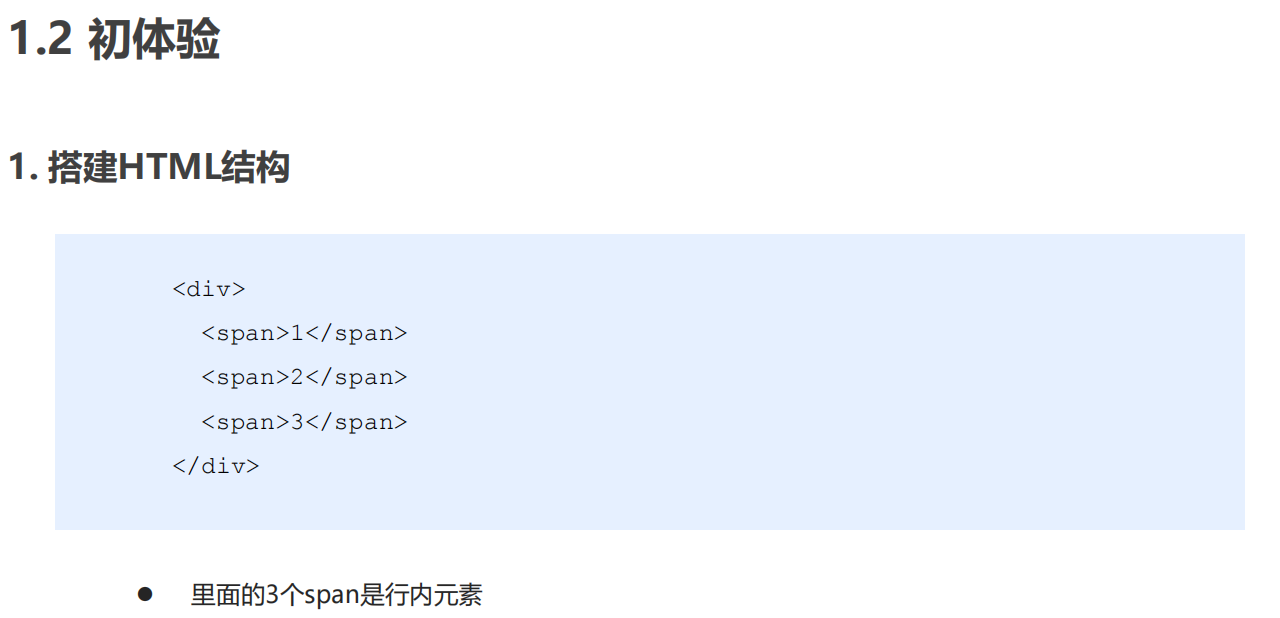 1.2 初体验
1. 搭建HTML结构
<div>
<span>1</span>
<span>2</span>
<span>3</span>
</div>
● 里面的3个span是行内元素